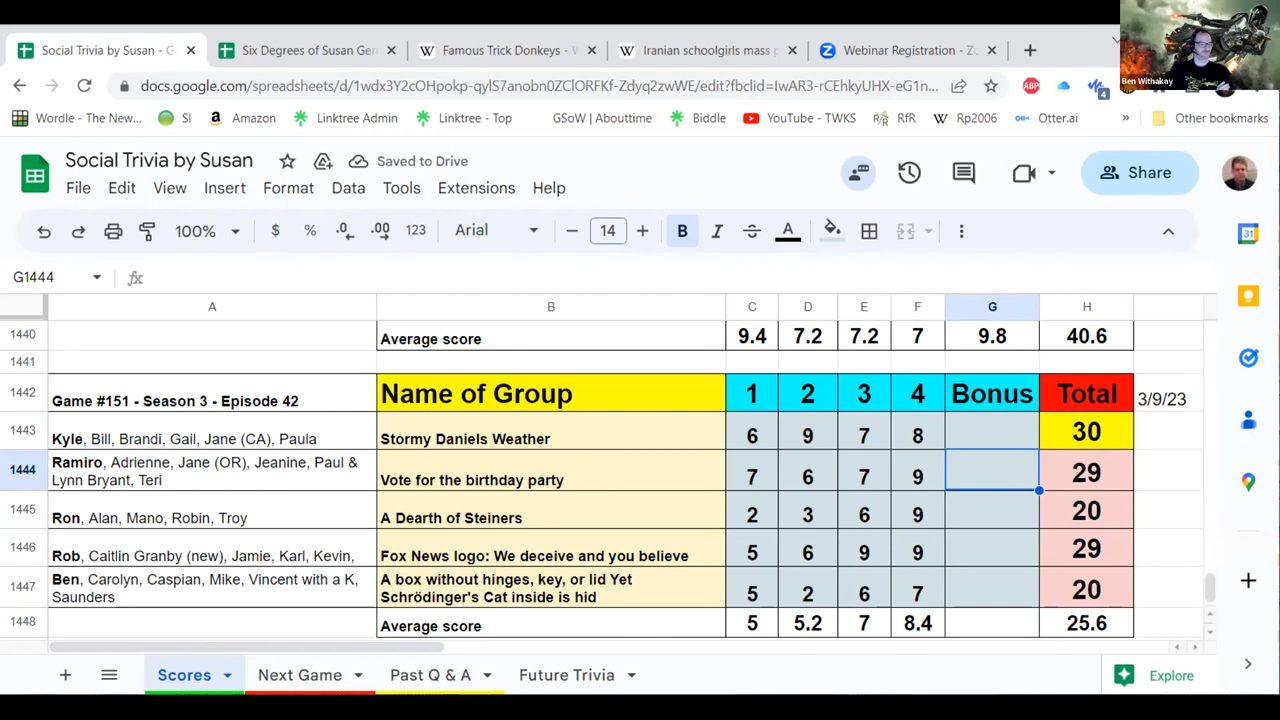 Social Trivia by Susan - G
Six Degrees of Susan Ger
Famous Trick Donkeys - W
Iranian schoolgirls mass p
Webinar Registration - Zo
Ben Withakay
docs.google.com/spreadsheets/d/1wdx3Y2cGrbokp-qylS7anobn0ZClORFKf-Zdyq2zwWE/edit?fbclid=IwAR3-rCEhkyUHX-eG1n...
ABP
4
Wordle - The New...
SI
Amazon
Linktree Admin
Linktree - Top
GSoW | Abouttime
Biddle
YouTube - TWKS
RfR
Rp2006
Otter.ai
»
Other bookmarks
Social Trivia by Susan
Saved to Drive
File Edit View Insert Format Data Tools Extensions Help
Share
100% $ % .0 .00 123 Arial 14 B I S A
31
G1444 fx
A B C D E F G H
1440 Average score 9.4 7.2 7.2 7 9.8 40.6
1441
1442 Game #151 - Season 3 - Episode 42 Name of Group 1 2 3 4 Bonus Total 3/9/23
1443 Kyle, Bill, Brandi, Gail, Jane (CA), Paula Stormy Daniels Weather 6 9 7 8 30
1444 Ramiro, Adrienne, Jane (OR), Jeanine, Paul &
Lynn Bryant, Teri Vote for the birthday party 7 6 7 9 29
1445 Ron, Alan, Mano, Robin, Troy A Dearth of Steiners 2 3 6 9 20
1446 Rob, Caitlin Granby (new), Jamie, Karl, Kevin, Fox News logo: We deceive and you believe 5 6 9 9 29
1447 Ben, Carolyn, Caspian, Mike, Vincent with a K,
Saunders A box without hinges, key, or lid Yet
Schrödinger's Cat inside is hid 5 2 6 7 20
1448 Average score 5 5.2 7 8.4 25.6
Scores Next Game Past Q & A Future Trivia
Explore